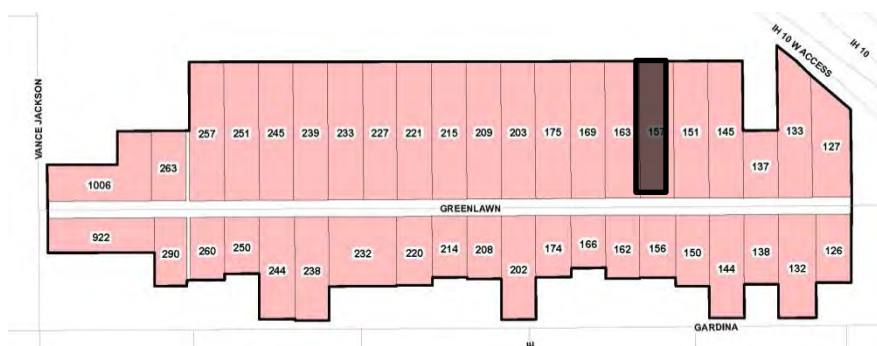 IH 10
IH 10 W ACCESS
VANCE JACKSON
257 251 245 239 233 227 221 215 209 203 175 169 163 157 151 145 133
127
137
263
1006
GREENLAWN
922
290 260 250 244 238 232 220 214 208 202 174 166 162 156 150 144 138 132 126
GARDINA